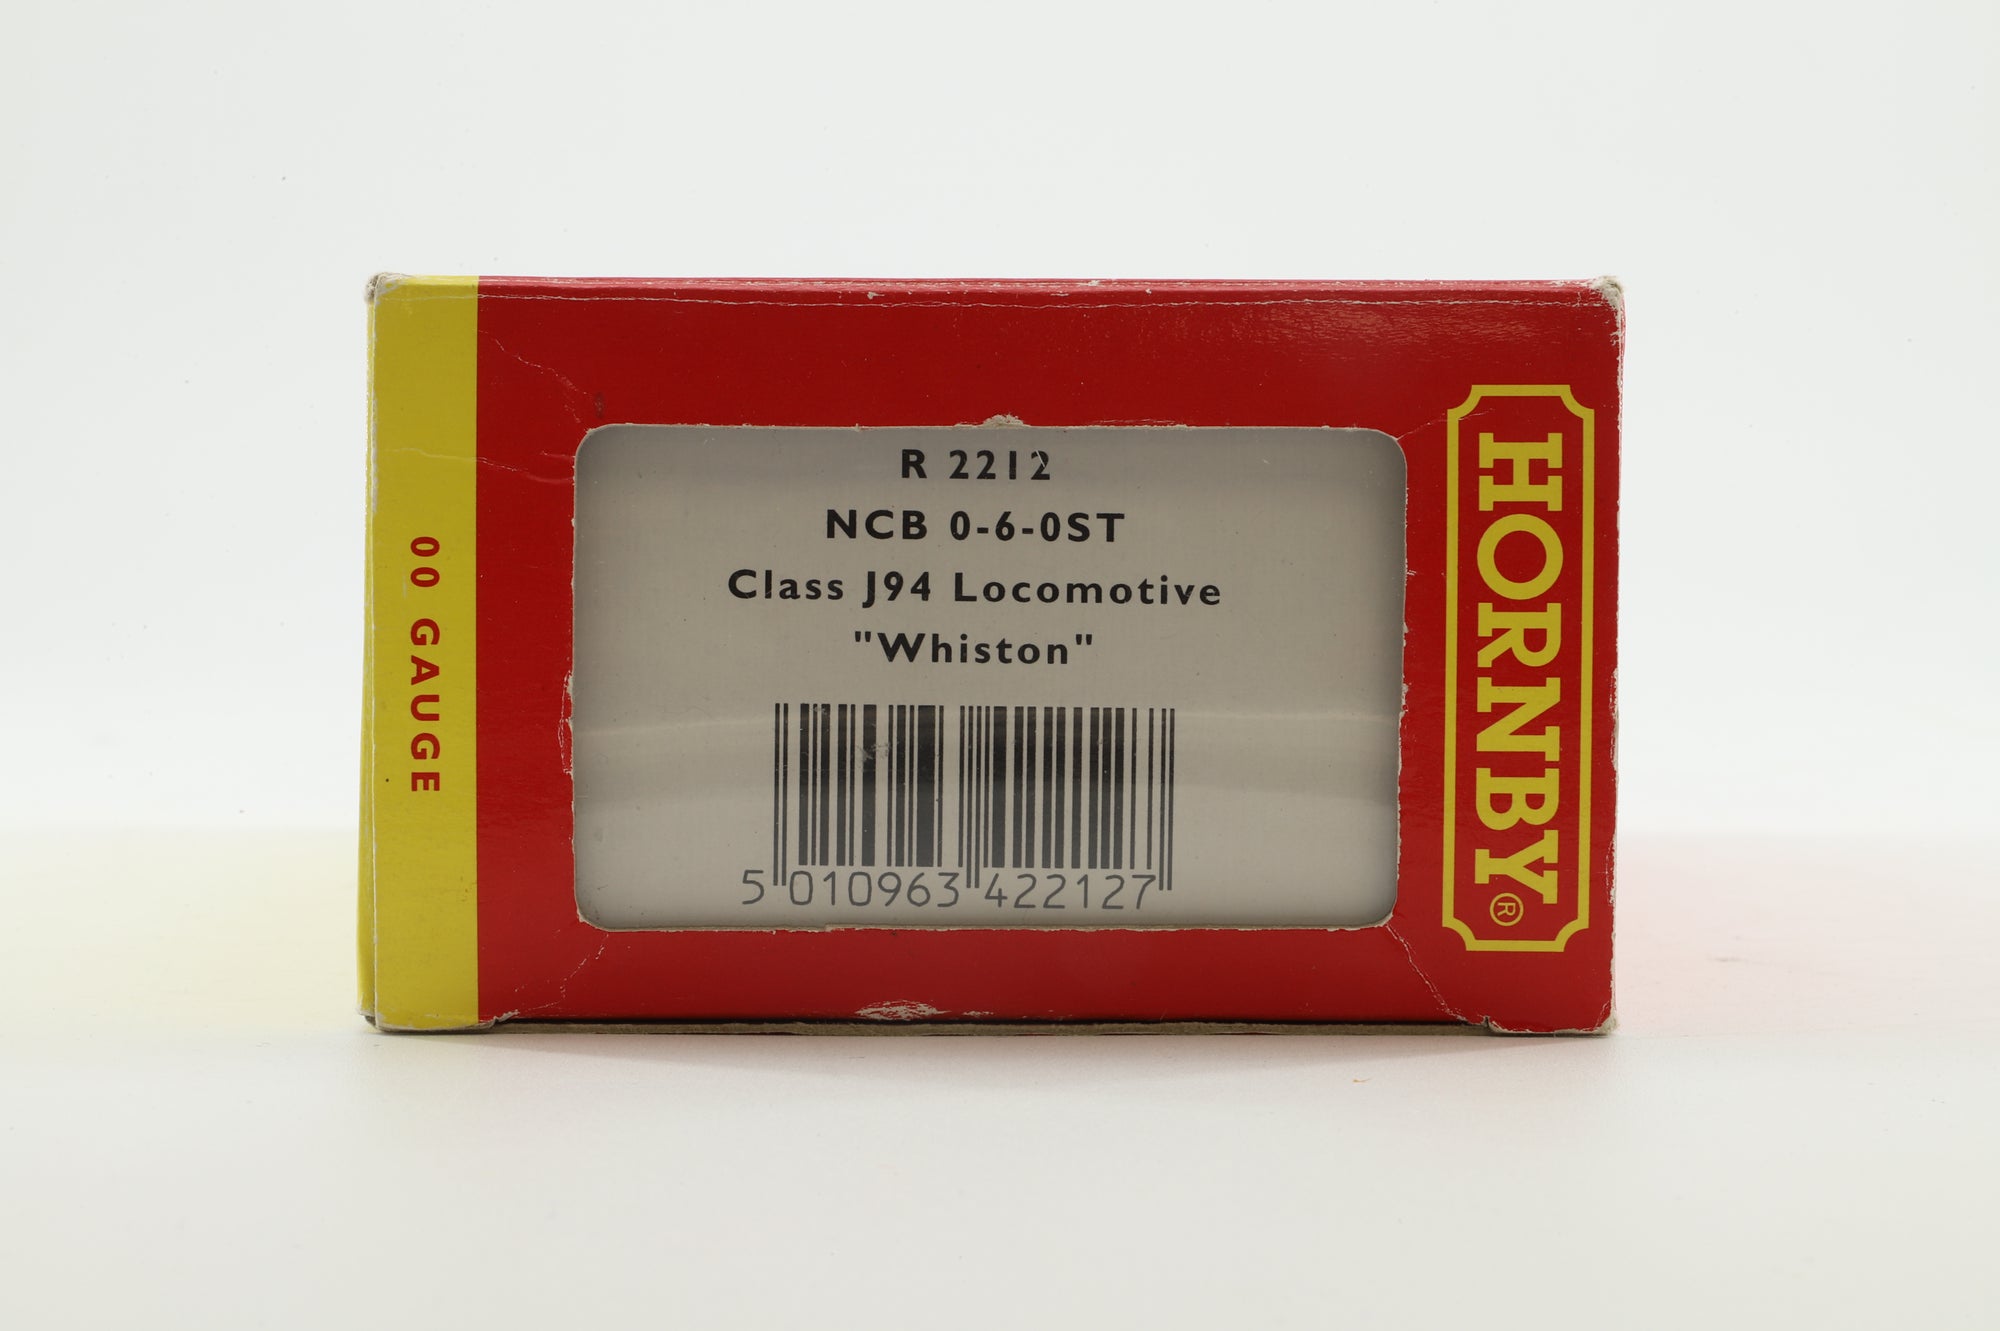 00 GAUGE
R 2212
NCB 0-6-0ST
Class J94 Locomotive
"Whiston"
5 010963 422127
HORNBY®